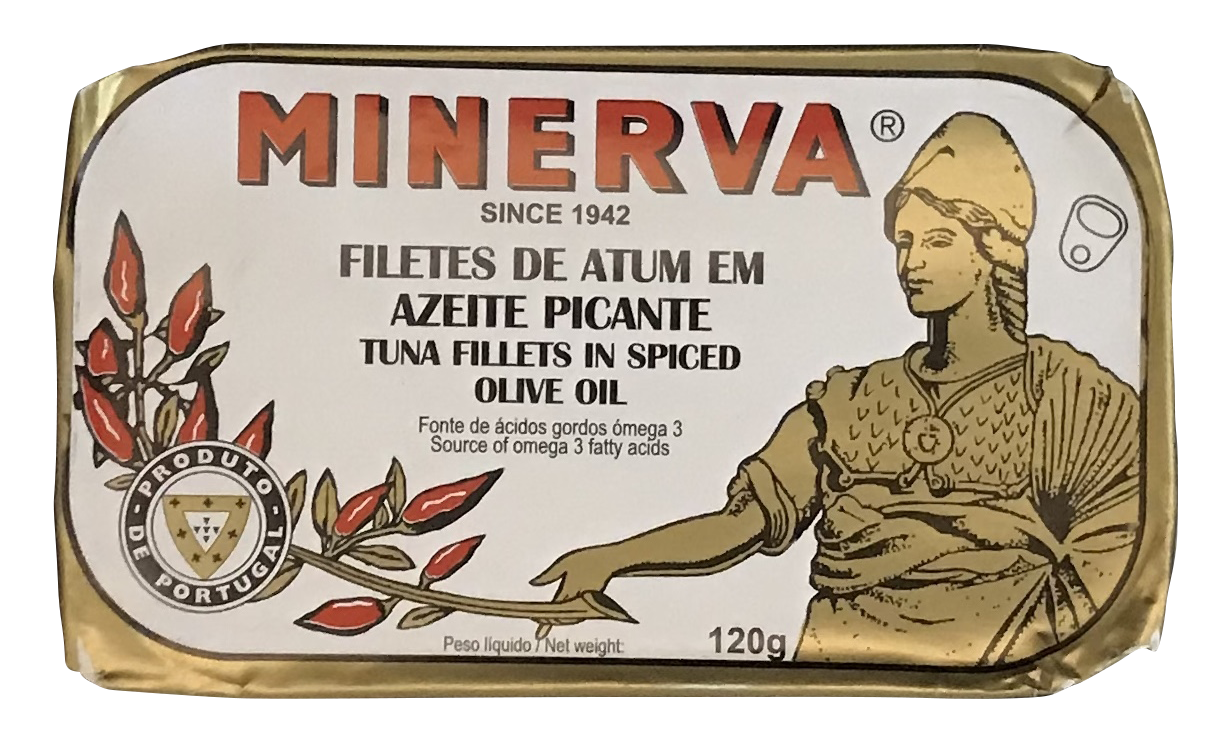 MINERVA®
SINCE 1942
FILETES DE ATUM EM
AZEITE PICANTE
TUNA FILLETS IN SPICED
OLIVE OIL
Fonte de ácidos gordos ómega 3
Source of omega 3 fatty acids
- PRODUTO -
DE PORTUGAL
Peso líquido / Net weight: 120g